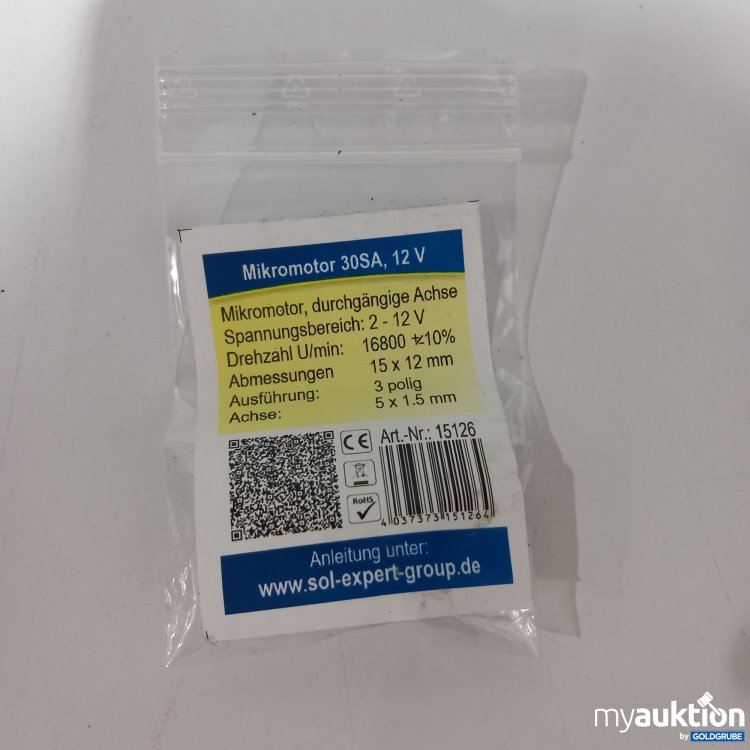 Mikromotor 30SA, 12 V
Mikromotor, durchgängige Achse
Spannungsbereich: 2 - 12 V
Drehzahl U/min: 16800 +-10%
Abmessungen 15 x 12 mm
Ausführung: 3 polig
Achse: 5 x 1.5 mm
CE Art.-Nr.: 15126
RoHS
4 037373 151264
Anleitung unter:
www.sol-expert-group.de
myauktion
by GOLDGRUBE